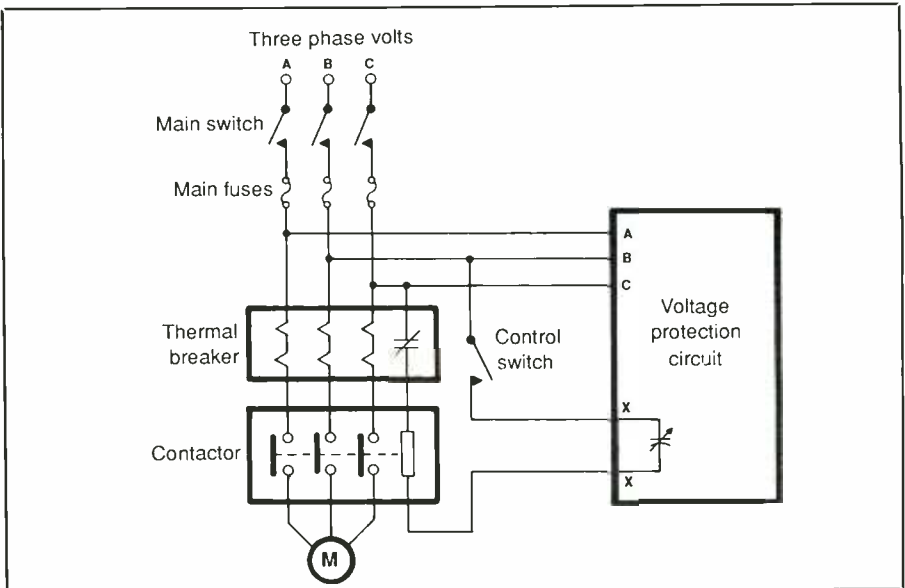 Three phase volts
A B C
Main switch
Main fuses
A
B
C
Thermal
breaker
Control
switch
Voltage
protection
circuit
X
Contactor
X
M